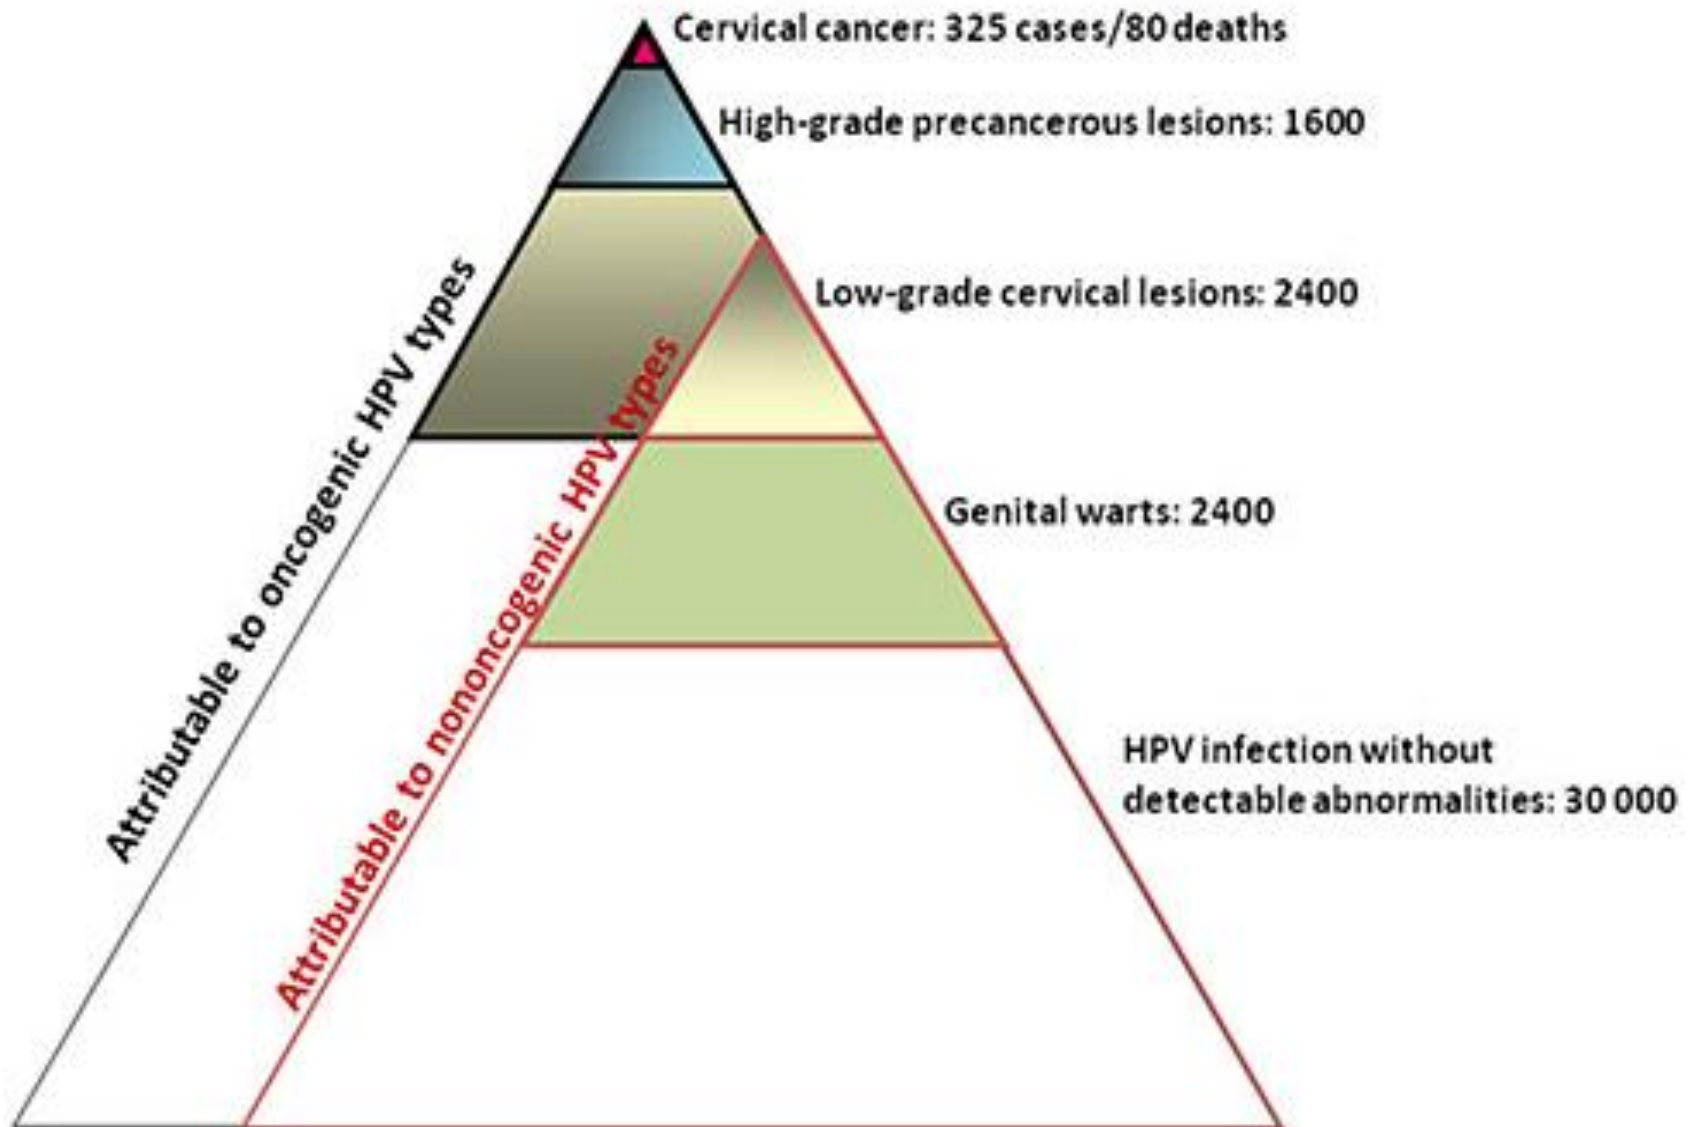 Cervical cancer: 325 cases/80 deaths
High-grade precancerous lesions: 1600
Low-grade cervical lesions: 2400
Genital warts: 2400
HPV infection without
detectable abnormalities: 30 000
Attributable to oncogenic HPV types
Attributable to nononcogenic HPV types